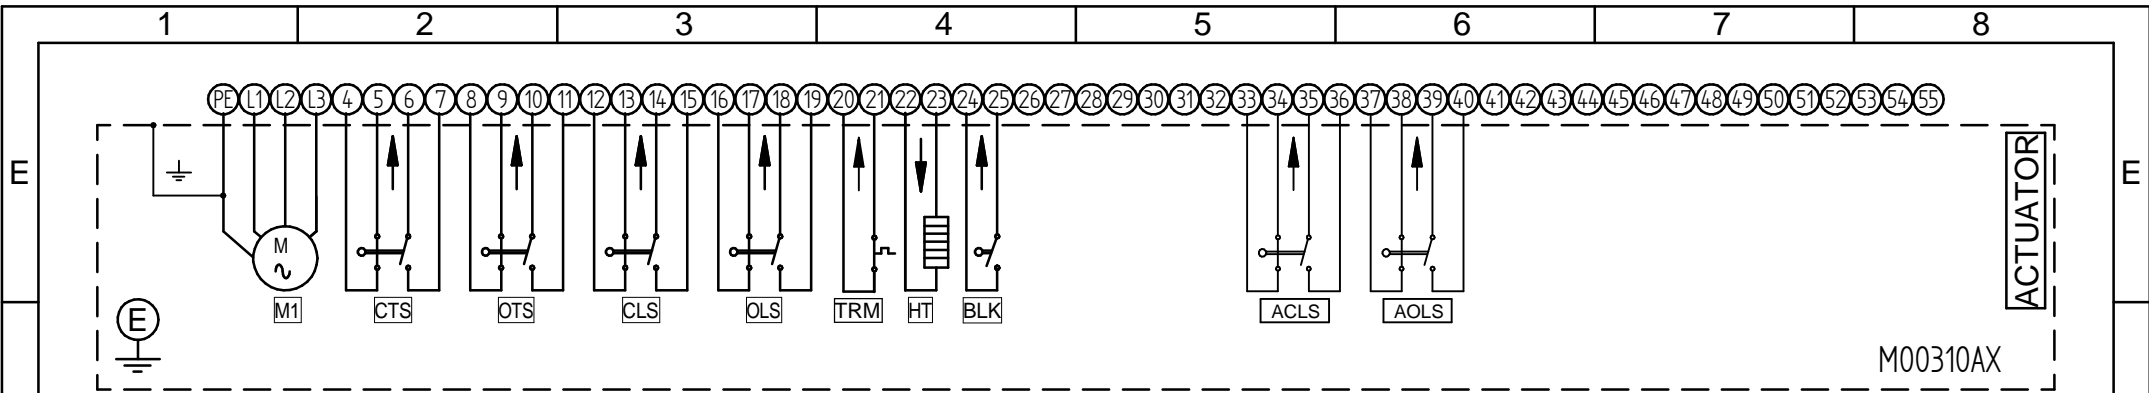 1 2 3 4 5 6 7 8
PE L1 L2 L3 4 5 6 7 8 9 10 11 12 13 14 15 16 17 18 19 20 21 22 23 24 25 26 27 28 29 30 31 32 33 34 35 36 37 38 39 40 41 42 43 44 45 46 47 48 49 50 51 52 53 54 55
E E
ACTUATOR
M
M1 CTS OTS CLS OLS TRM HT BLK ACLS AOLS
E
M00310AX